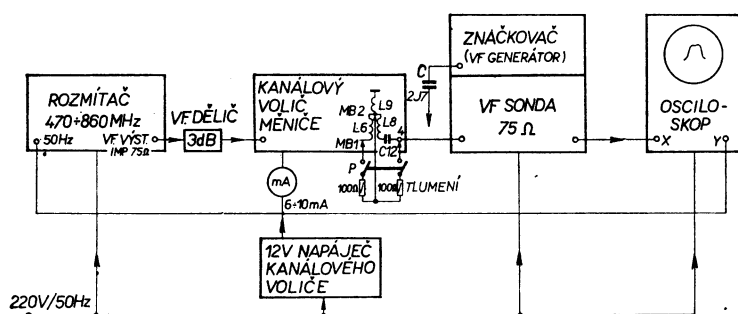 ROZMÍTAČ
470÷860MHz
50Hz
VF VÝST.
IMP 75Ω
VF DĚLIČ
3dB
KANÁLOVÝ
VOLIČ
MĚNIČE
MB2
L9
L6
L8
MB1
C12
4
P
100Ω
100Ω
TLUMENÍ
mA
6÷10mA
12V NAPÁJEČ
KANÁLOVÉHO
VOLIČE
C
2J7
ZNÁČKOVAČ
(VF GENERÁTOR)
VF SONDA
75 Ω
OSCILO-
SKOP
X
Y
220V/50Hz